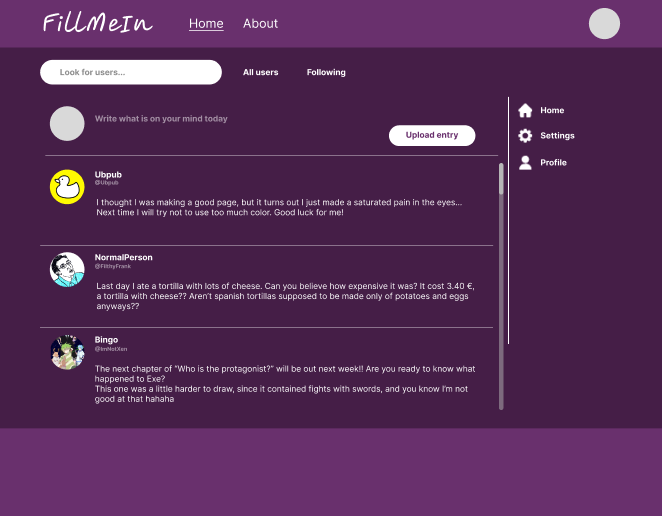 FillMeIn
Home About
Look for users...
All users Following
Write what is on your mind today
Upload entry
Home
Settings
Profile
Ubpub
@Ubpub
I thought I was making a good page, but it turns out I just made a saturated pain in the eyes...
Next time I will try not to use too much color. Good luck for me!
NormalPerson
@FilthyFrank
Last day I ate a tortilla with lots of cheese. Can you believe how expensive it was? It cost 3.40 €,
a tortilla with cheese?? Aren't spanish tortillas supposed to be made only of potatoes and eggs
anyways??
Bingo
@ImNotXen
The next chapter of "Who is the protagonist?" will be out next week!! Are you ready to know what
happened to Exe?
This one was a little harder to draw, since it contained fights with swords, and you know I'm not
good at that hahaha